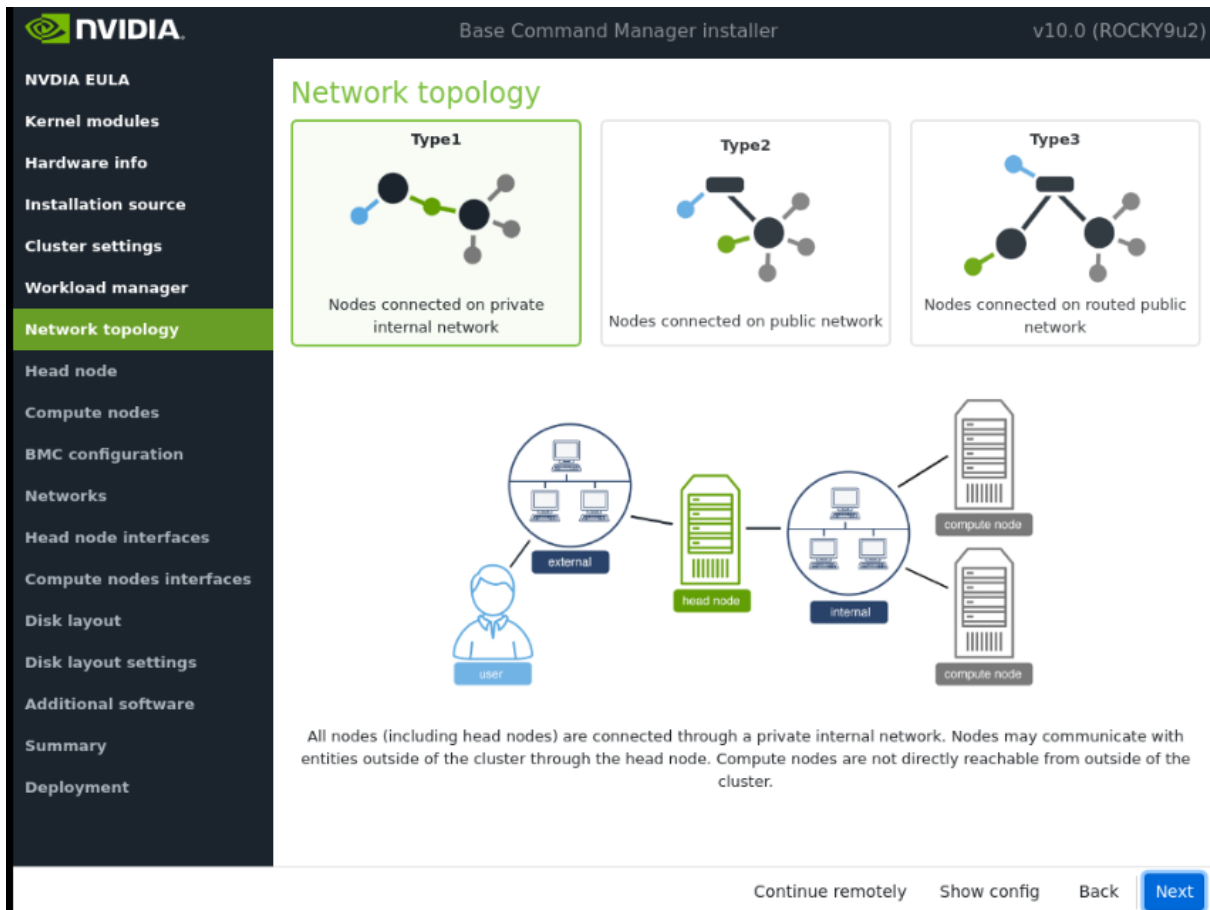 NVIDIA.
Base Command Manager installer
v10.0 (ROCKY9u2)
NVDIA EULA
Kernel modules
Hardware info
Installation source
Cluster settings
Workload manager
Network topology
Head node
Compute nodes
BMC configuration
Networks
Head node interfaces
Compute nodes interfaces
Disk layout
Disk layout settings
Additional software
Summary
Deployment
Network topology
Type1
Nodes connected on private
internal network
Type2
Nodes connected on public network
Type3
Nodes connected on routed public
network
external
user
head node
internal
compute node
compute node
All nodes (including head nodes) are connected through a private internal network. Nodes may communicate with
entities outside of the cluster through the head node. Compute nodes are not directly reachable from outside of the
cluster.
Continue remotely
Show config
Back
Next